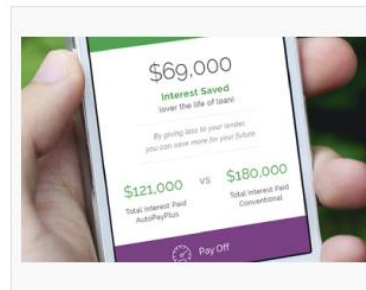 $69,000
Interest Saved
(over the life of loan)
By giving less to your lender,
you can save more for your future
$121,000 VS $180,000
Total Interest Paid Total Interest Paid
AutoPayPlus Conventional
Pay Off